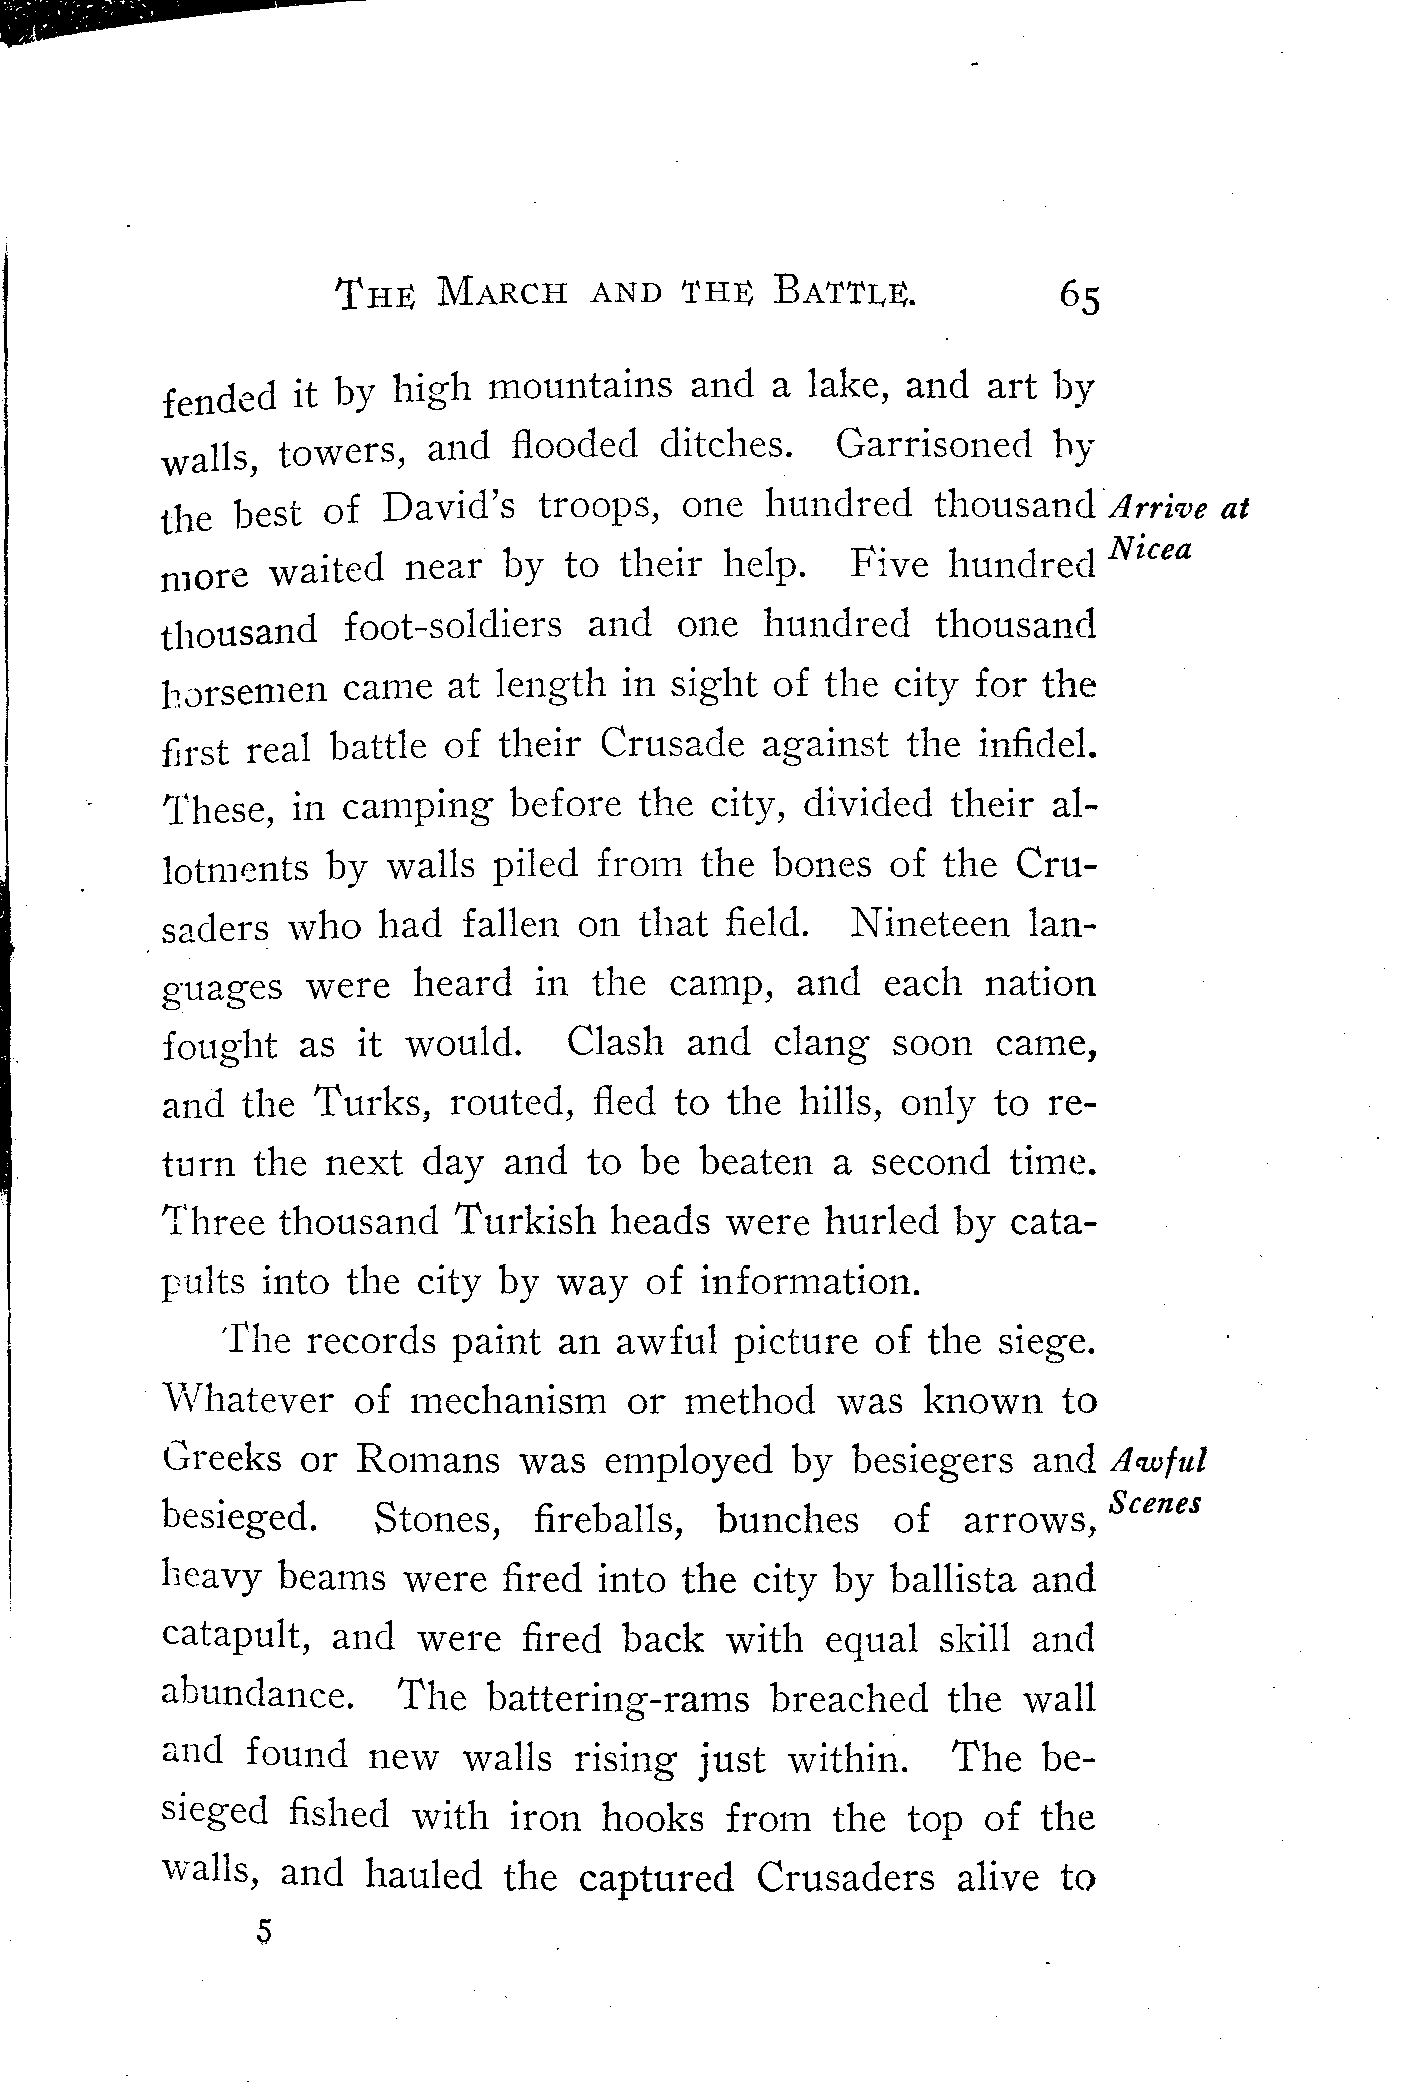 THE MARCH AND THE BATTLE. 65
fended it by high mountains and a lake, and art by
walls, towers, and flooded ditches. Garrisoned by
the best of David's troops, one hundred thousand Arrive at
more waited near by to their help. Five hundred Nicea
thousand foot-soldiers and one hundred thousand
horsemen came at length in sight of the city for the
first real battle of their Crusade against the infidel.
These, in camping before the city, divided their al-
lotments by walls piled from the bones of the Cru-
saders who had fallen on that field. Nineteen lan-
guages were heard in the camp, and each nation
fought as it would. Clash and clang soon came,
and the Turks, routed, fled to the hills, only to re-
turn the next day and to be beaten a second time.
Three thousand Turkish heads were hurled by cata-
pults into the city by way of information.
The records paint an awful picture of the siege.
Whatever of mechanism or method was known to
Greeks or Romans was employed by besiegers and Awful
besieged. Stones, fireballs, bunches of arrows, Scenes
heavy beams were fired into the city by ballista and
catapult, and were fired back with equal skill and
abundance. The battering-rams breached the wall
and found new walls rising just within. The be-
sieged fished with iron hooks from the top of the
walls, and hauled the captured Crusaders alive to
5